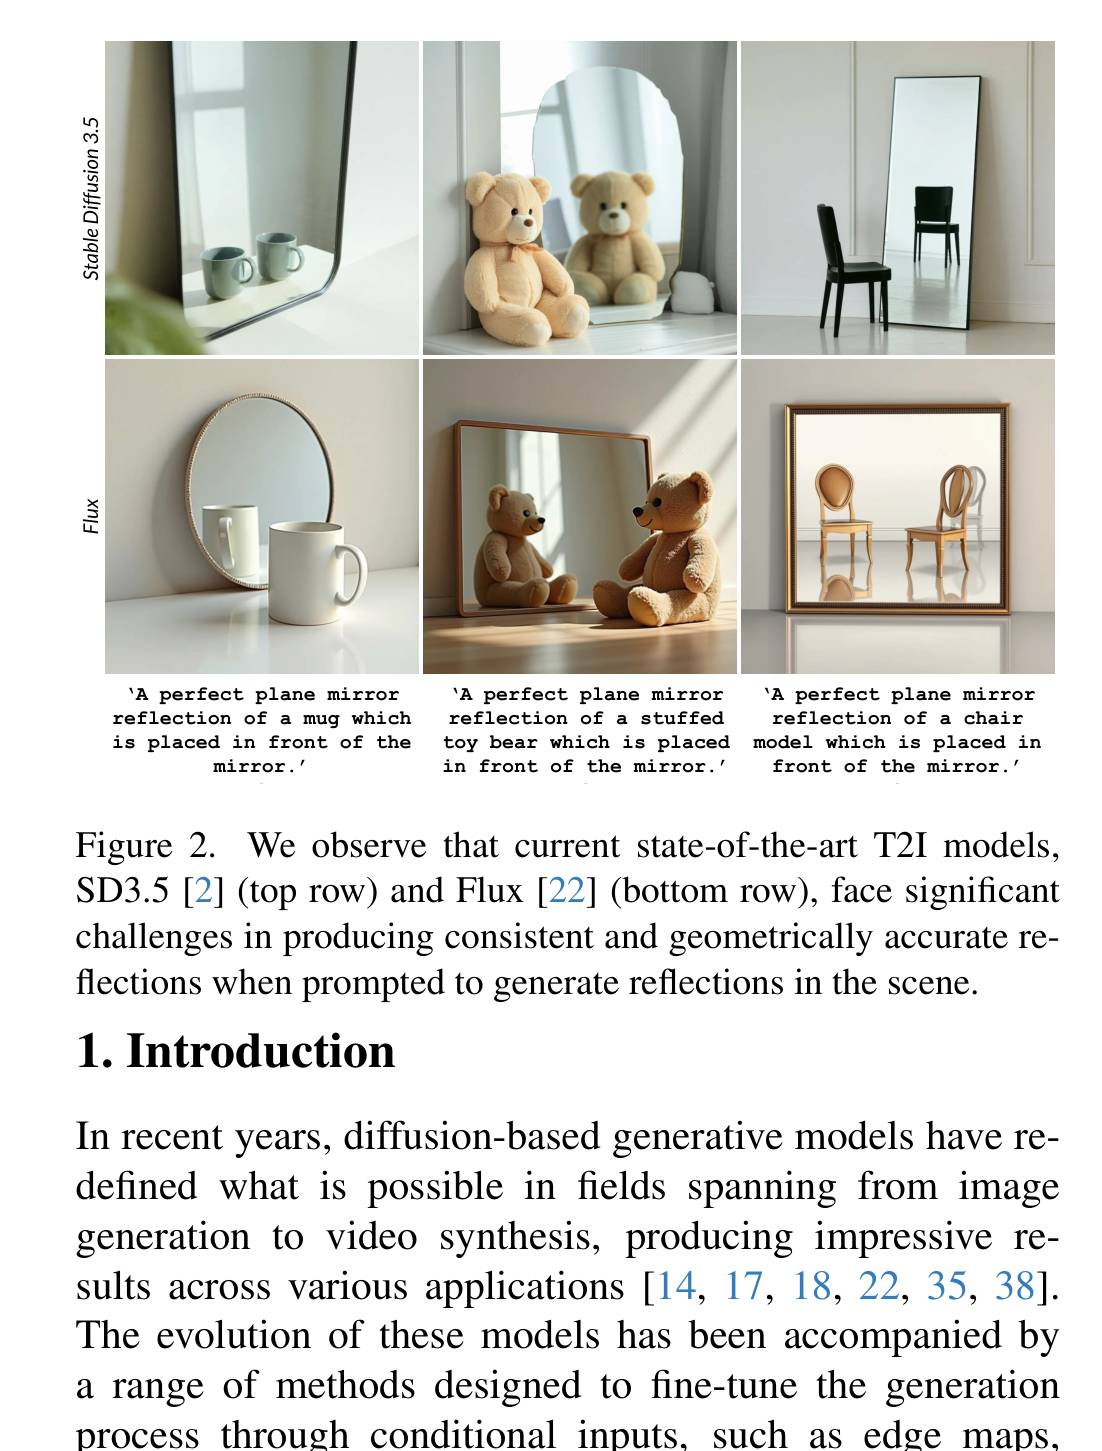 Stable Diffusion 3.5
Flux
‘A perfect plane mirror
reflection of a mug which
is placed in front of the
mirror.’
‘A perfect plane mirror
reflection of a stuffed
toy bear which is placed
in front of the mirror.’
‘A perfect plane mirror
reflection of a chair
model which is placed in
front of the mirror.’
Figure 2. We observe that current state-of-the-art T2I models,
SD3.5 [2] (top row) and Flux [22] (bottom row), face significant
challenges in producing consistent and geometrically accurate re-
flections when prompted to generate reflections in the scene.
1. Introduction
In recent years, diffusion-based generative models have re-
defined what is possible in fields spanning from image
generation to video synthesis, producing impressive re-
sults across various applications [14, 17, 18, 22, 35, 38].
The evolution of these models has been accompanied by
a range of methods designed to fine-tune the generation
process through conditional inputs, such as edge maps,